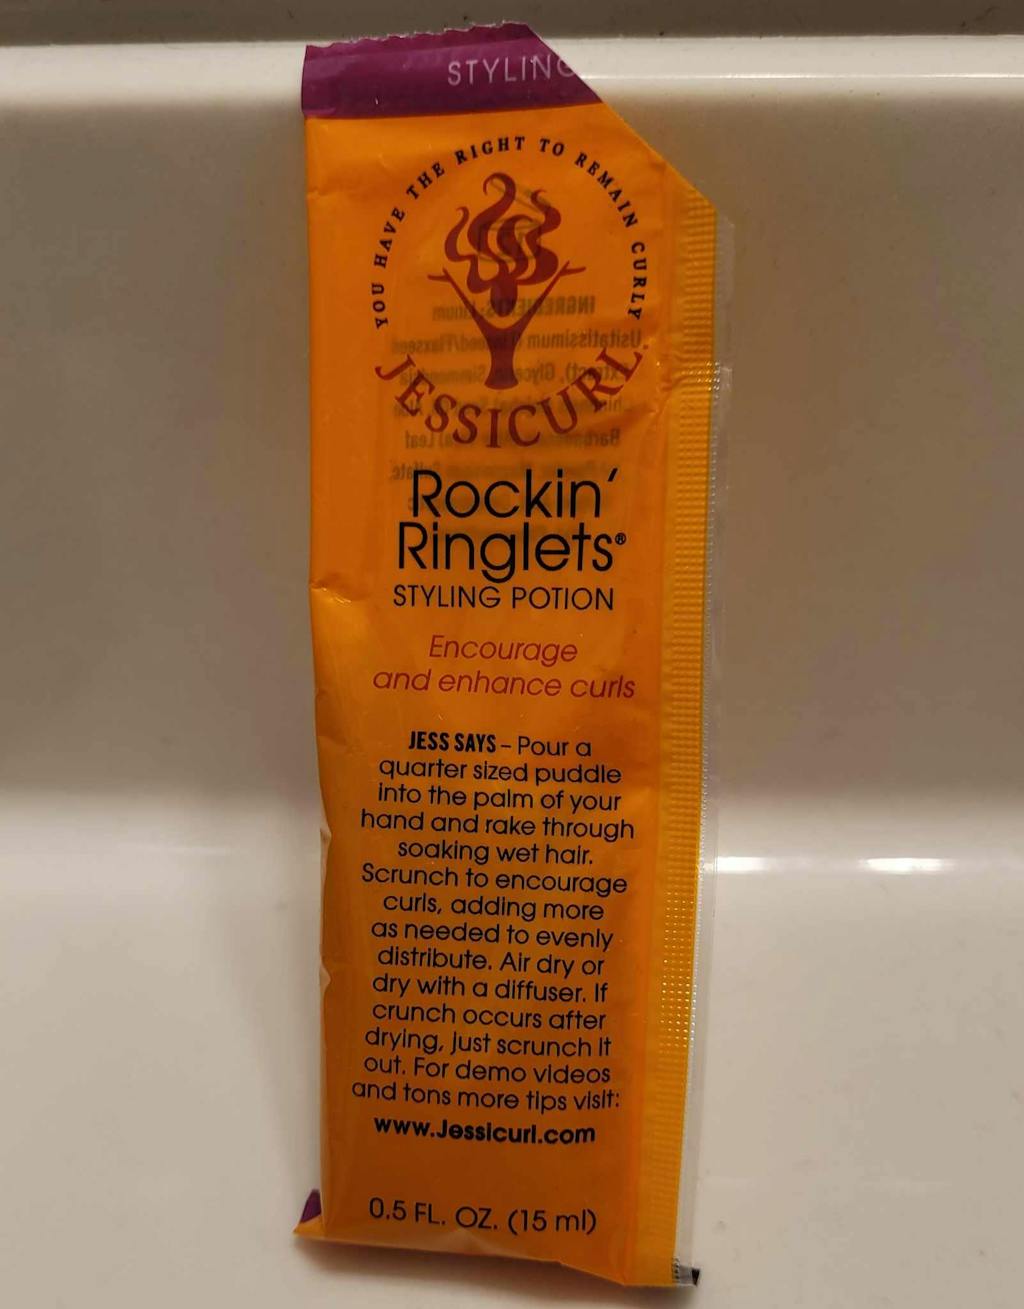 STYLING
YOU HAVE THE RIGHT TO REMAIN CURLY
JESSICURL
Rockin'
Ringlets®
STYLING POTION
Encourage
and enhance curls
JESS SAYS – Pour a
quarter sized puddle
into the palm of your
hand and rake through
soaking wet hair.
Scrunch to encourage
curls, adding more
as needed to evenly
distribute. Air dry or
dry with a diffuser. If
crunch occurs after
drying, just scrunch it
out. For demo videos
and tons more tips visit:
www.Jessicurl.com
0.5 FL. OZ. (15 ml)